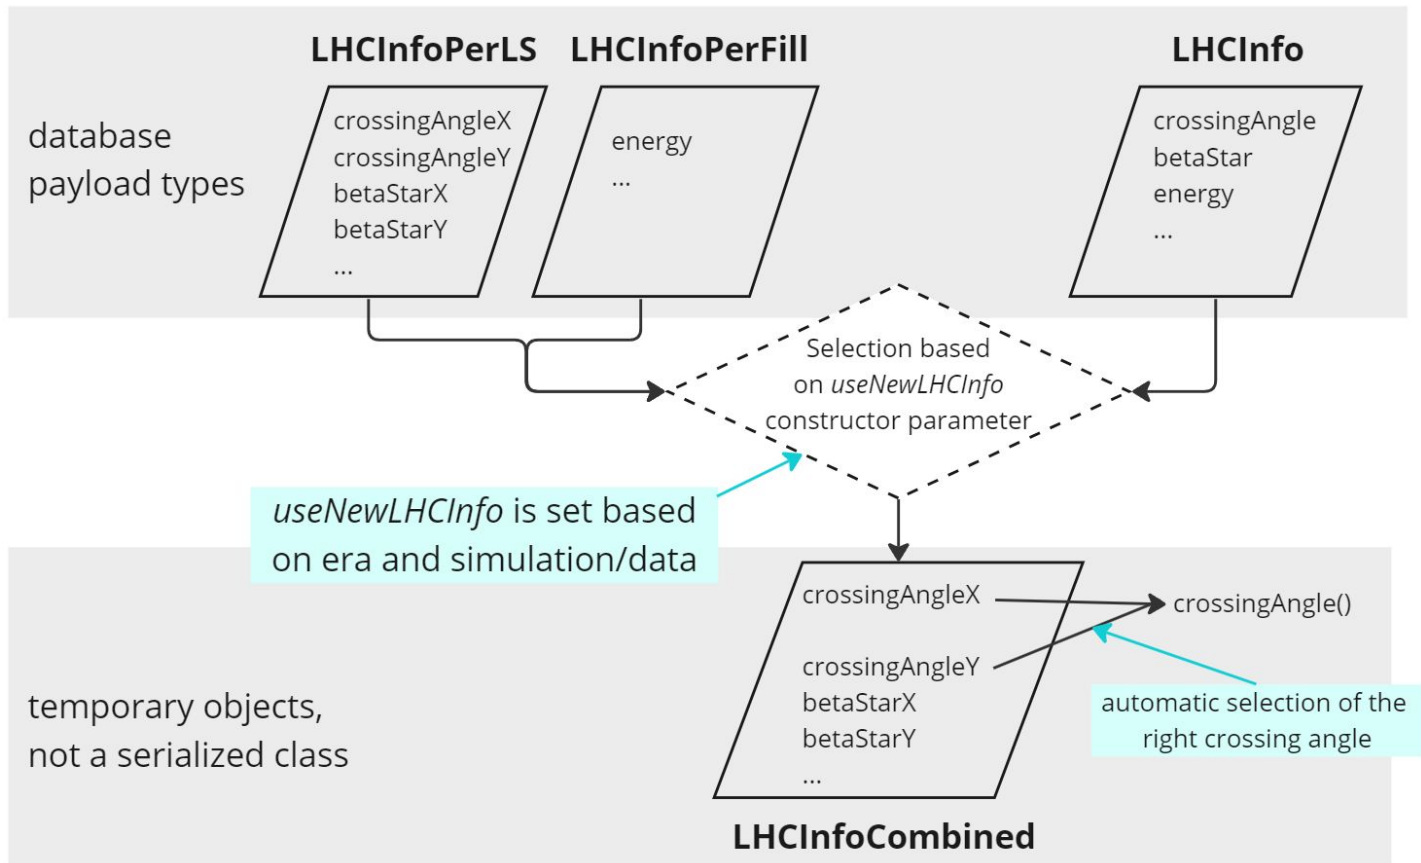 LHCInfoPerLS
LHCInfoPerFill
LHCInfo
database
payload types
crossingAngleX
crossingAngleY
betaStarX
betaStarY
...
energy
...
crossingAngle
betaStar
energy
...
Selection based
on useNewLHCInfo
constructor parameter
useNewLHCInfo is set based
on era and simulation/data
temporary objects,
not a serialized class
crossingAngleX
crossingAngleY
betaStarX
betaStarY
...
crossingAngle()
automatic selection of the
right crossing angle
LHCInfoCombined